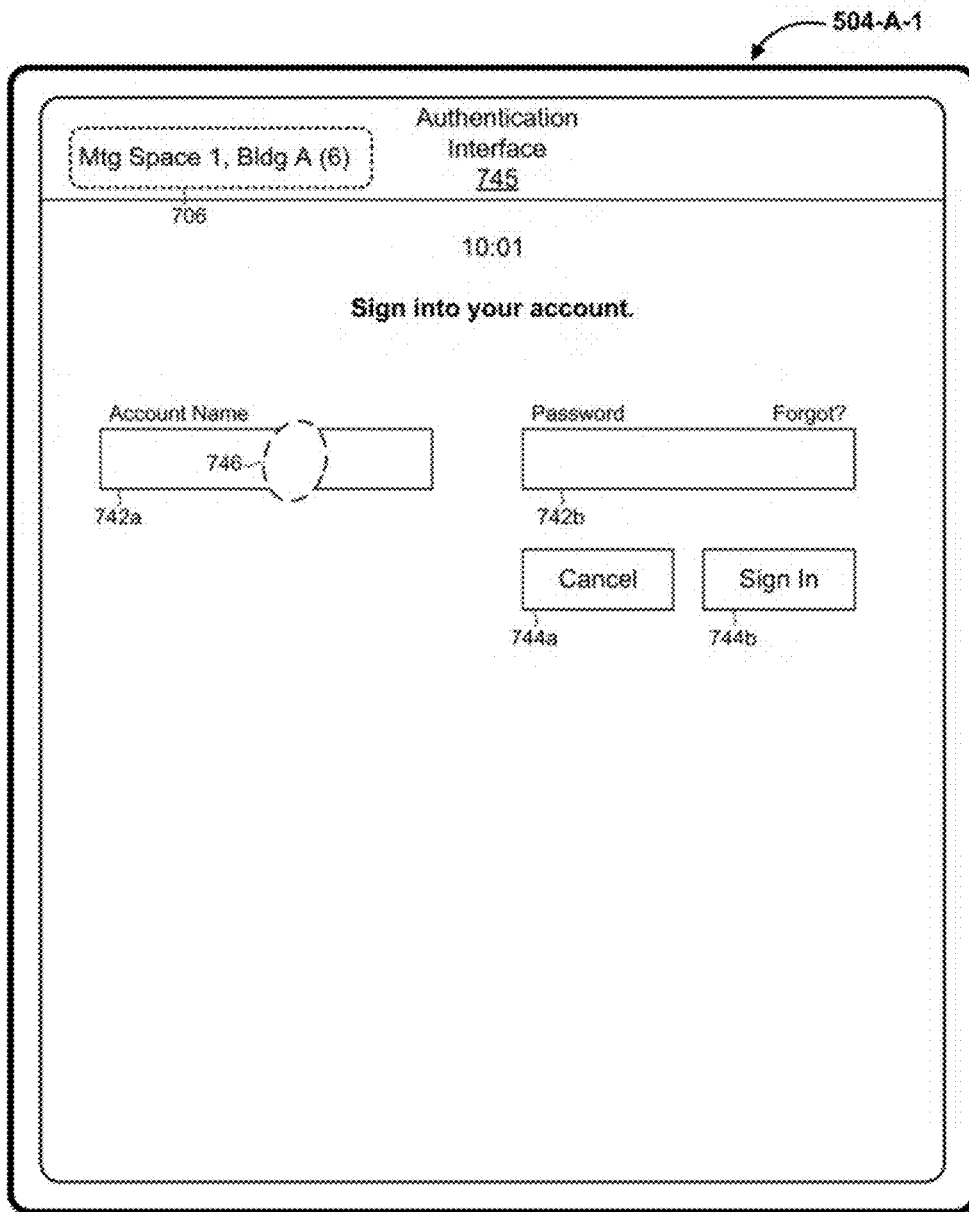 504-A-1
Authentication
Mtg Space 1, Bldg A (6)
Interface
745
706
10:01
Sign into your account.
Account Name
Password Forgot?
746
742a
742b
Cancel Sign In
744a 744b